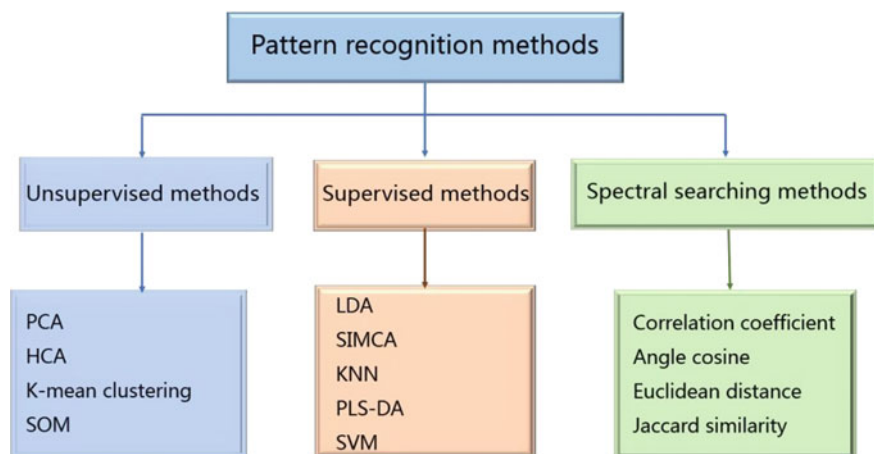 Pattern recognition methods
Unsupervised methods
Supervised methods
Spectral searching methods
PCA
HCA
K-mean clustering
SOM
LDA
SIMCA
KNN
PLS-DA
SVM
Correlation coefficient
Angle cosine
Euclidean distance
Jaccard similarity